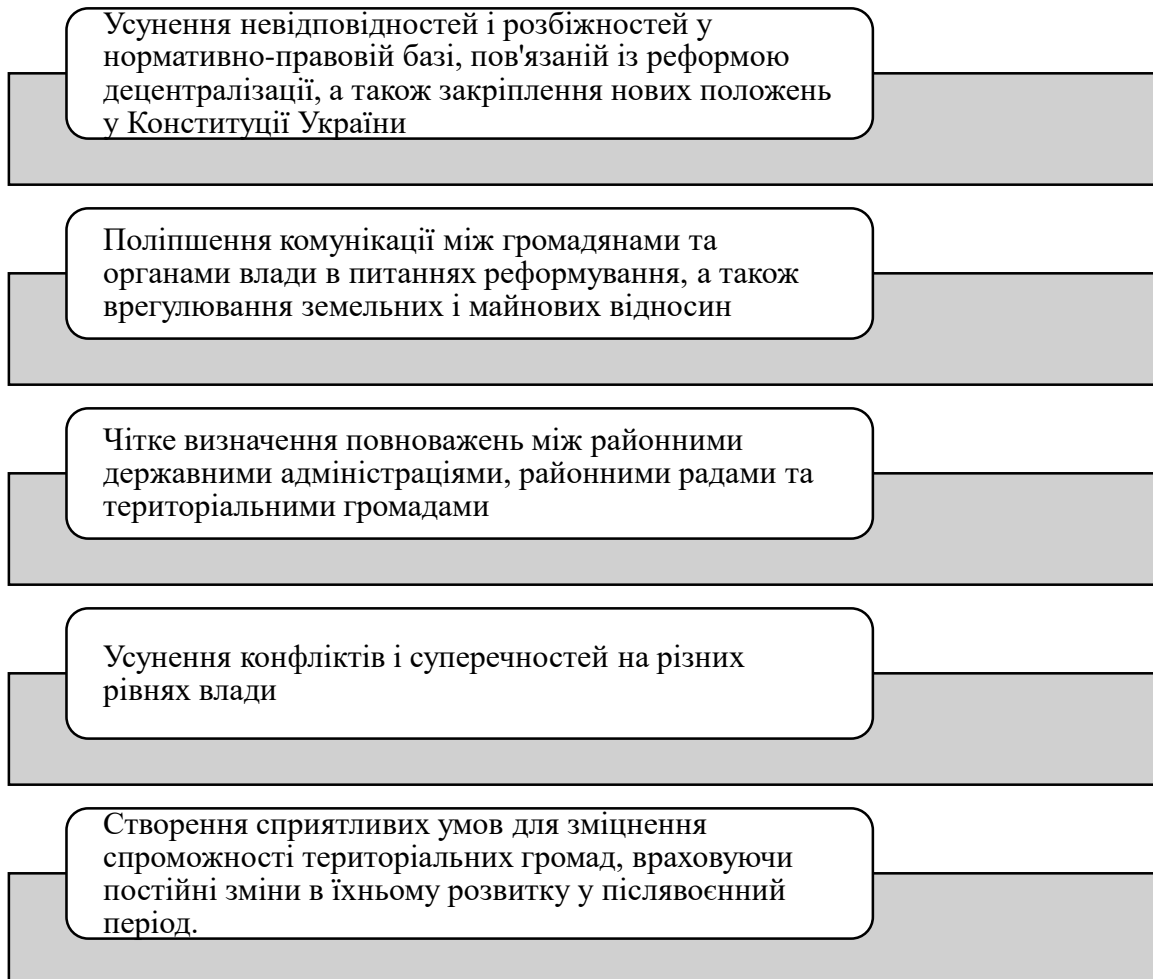 Усунення невідповідностей і розбіжностей у
нормативно-правовій базі, пов'язаній із реформою
децентралізації, а також закріплення нових положень
у Конституції України
Поліпшення комунікації між громадянами та
органами влади в питаннях реформування, а також
врегулювання земельних і майнових відносин
Чітке визначення повноважень між районними
державними адміністраціями, районними радами та
територіальними громадами
Усунення конфліктів і суперечностей на різних
рівнях влади
Створення сприятливих умов для зміцнення
спроможності територіальних громад, враховуючи
постійні зміни в їхньому розвитку у післявоєнний
період.